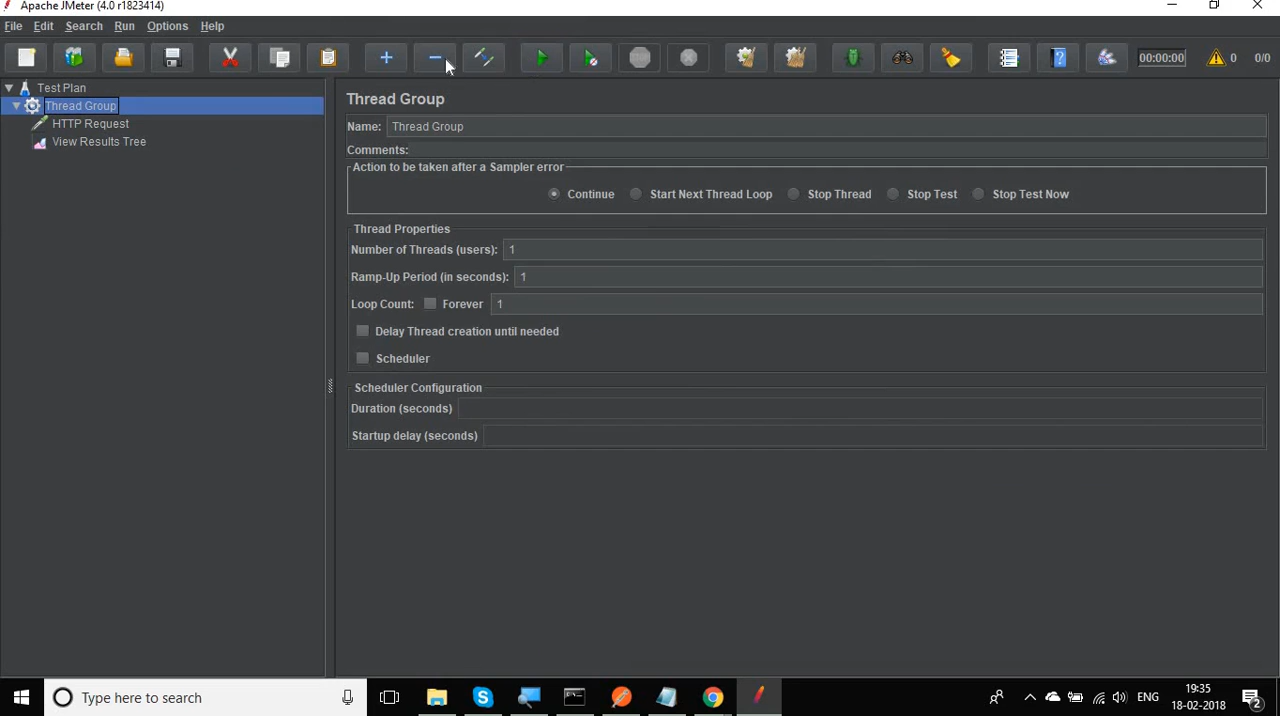 Apache JMeter (4.0 r1823414)
File Edit Search Run Options Help
00:00:00 0 0/0
Test Plan
Thread Group
HTTP Request
View Results Tree
Thread Group
Name: Thread Group
Comments:
Action to be taken after a Sampler error
Continue Start Next Thread Loop Stop Thread Stop Test Stop Test Now
Thread Properties
Number of Threads (users): 1
Ramp-Up Period (in seconds): 1
Loop Count: Forever 1
Delay Thread creation until needed
Scheduler
Scheduler Configuration
Duration (seconds)
Startup delay (seconds)
Type here to search
ENG
19:35
18-02-2018
2